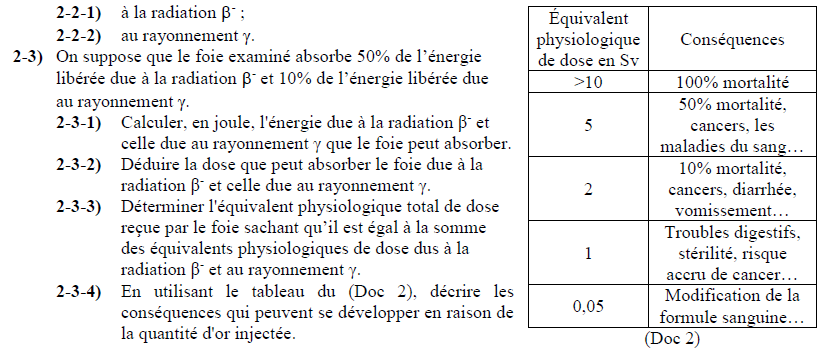 2-2-1) à la radiation β⁻ ;
2-2-2) au rayonnement γ.
2-3) On suppose que le foie examiné absorbe 50% de l’énergie
libérée due à la radiation β⁻ et 10% de l’énergie libérée due
au rayonnement γ.
2-3-1) Calculer, en joule, l'énergie due à la radiation β⁻ et
celle due au rayonnement γ que le foie peut absorber.
2-3-2) Déduire la dose que peut absorber le foie due à la
radiation β⁻ et celle due au rayonnement γ.
2-3-3) Déterminer l'équivalent physiologique total de dose
reçue par le foie sachant qu’il est égal à la somme
des équivalents physiologiques de dose dus à la
radiation β⁻ et au rayonnement γ.
2-3-4) En utilisant le tableau du (Doc 2), décrire les
conséquences qui peuvent se développer en raison de
la quantité d'or injectée.
Équivalent
physiologique
de dose en Sv
Conséquences
>10
100% mortalité
5
50% mortalité,
cancers, les
maladies du sang…
2
10% mortalité,
cancers, diarrhée,
vomissement…
1
Troubles digestifs,
stérilité, risque
accru de cancer…
0,05
Modification de la
formule sanguine…
(Doc 2)